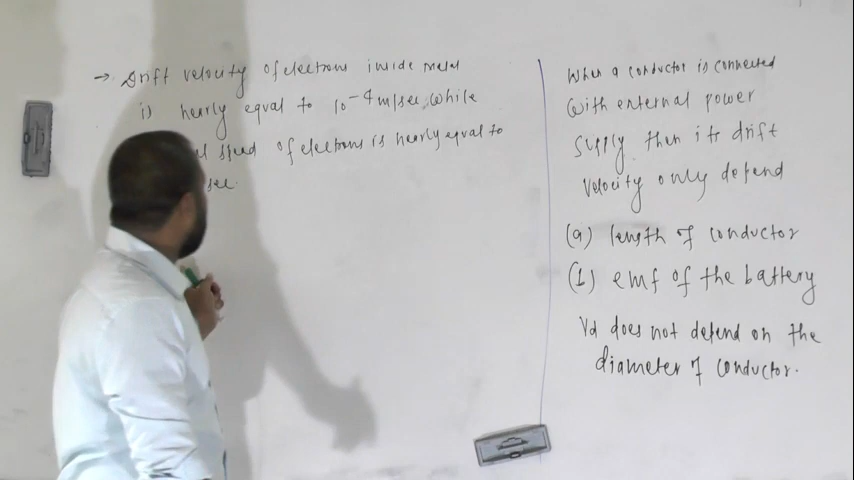 → Drift velocity of electrons inside metal
is nearly equal to 10⁻⁴ m/sec, while
speed of electrons is nearly equal to
sec.
When a conductor is connected
with external power
supply then its drift
velocity only depend
(a) length of conductor
(1) emf of the battery
Vd does not depend on the
diameter of conductor.